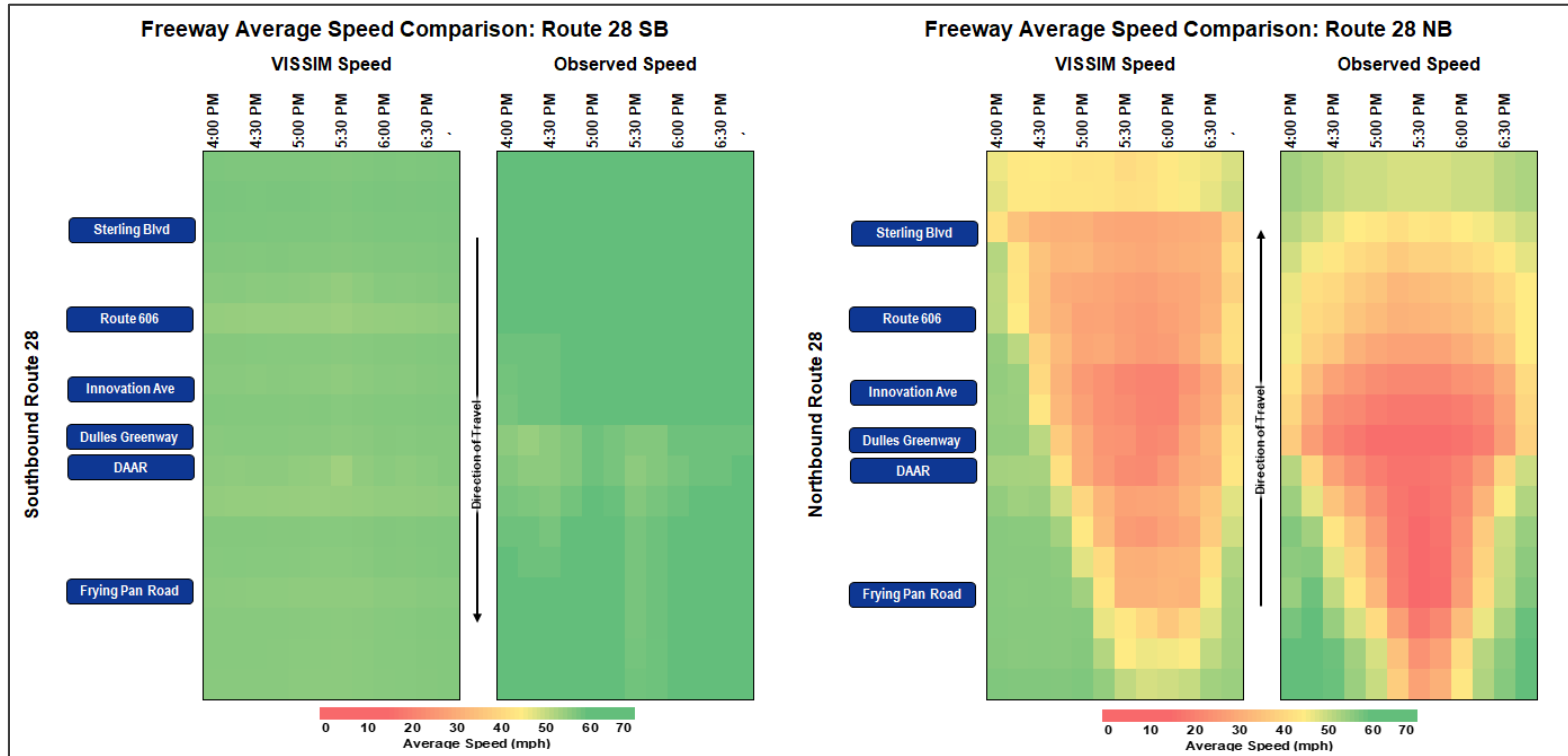 Freeway Average Speed Comparison: Route 28 SB
VISSIM Speed
Observed Speed
4:00 PM
4:30 PM
5:00 PM
5:30 PM
6:00 PM
6:30 PM
4:00 PM
4:30 PM
5:00 PM
5:30 PM
6:00 PM
6:30 PM
Southbound Route 28
Sterling Blvd
Route 606
Innovation Ave
Dulles Greenway
DAAR
Frying Pan Road
Direction of Travel
0 10 20 30 40 50 60 70
Average Speed (mph)
Freeway Average Speed Comparison: Route 28 NB
VISSIM Speed
Observed Speed
4:00 PM
4:30 PM
5:00 PM
5:30 PM
6:00 PM
6:30 PM
4:00 PM
4:30 PM
5:00 PM
5:30 PM
6:00 PM
6:30 PM
Northbound Route 28
Sterling Blvd
Route 606
Innovation Ave
Dulles Greenway
DAAR
Frying Pan Road
Direction of Travel
0 10 20 30 40 50 60 70
Average Speed (mph)